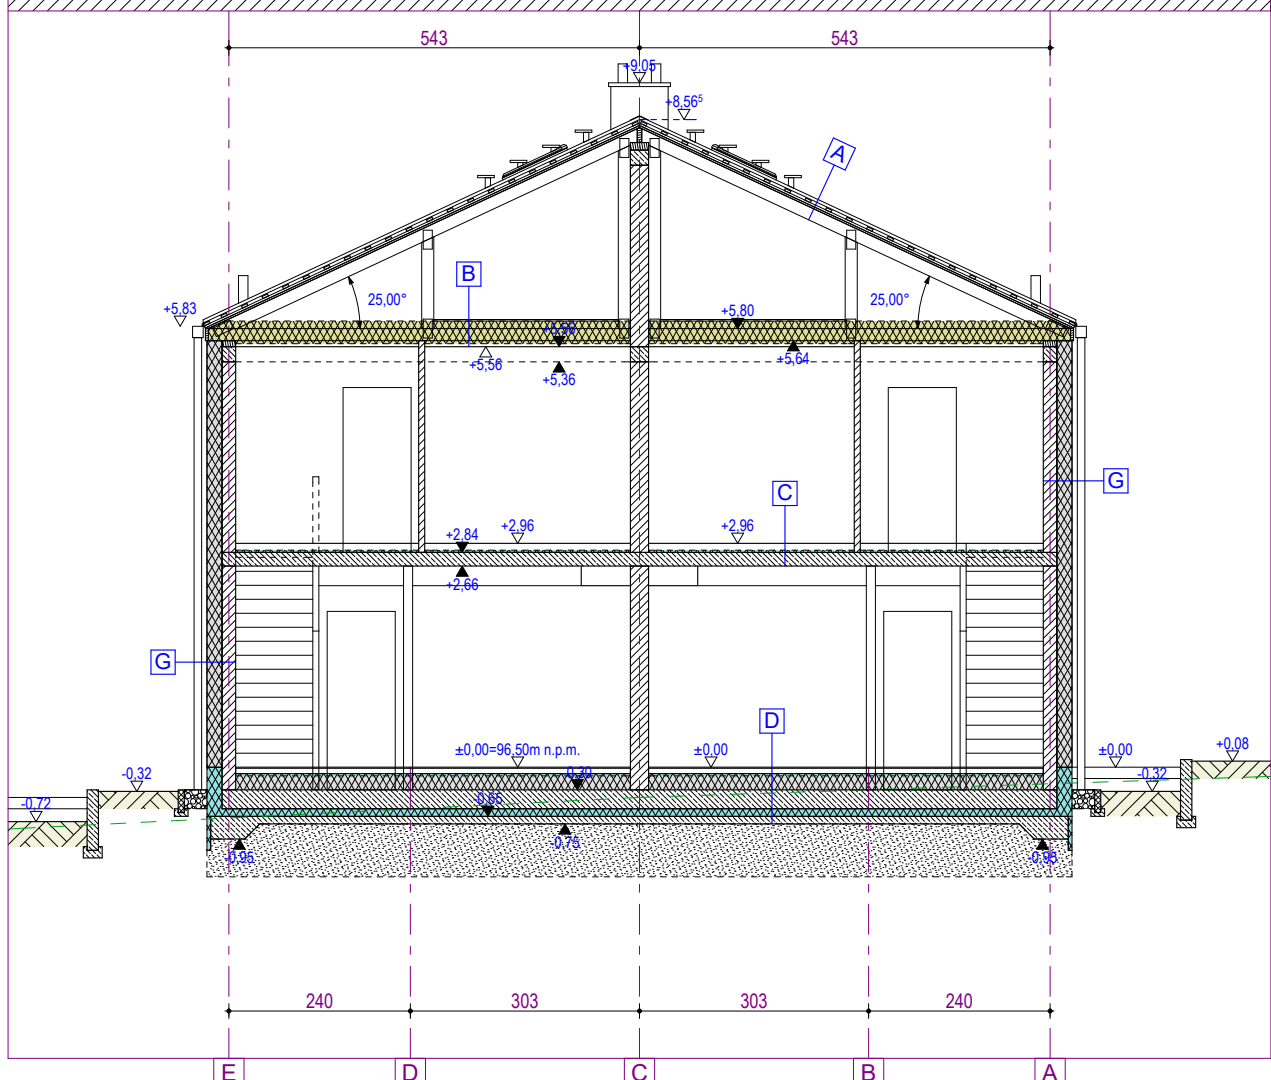 543 543
+9,05
+8,56⁵
A
B
25,00° 25,00°
+5,83
+5,80
+5,56
+5,56
+5,64
+5,36
G
C
+2,96 +2,96
+2,84
+2,66
G
D
±0,00=96,50m n.p.m. ±0,00 ±0,00 +0,08
-0,32 -0,30 -0,32
-0,72 -0,65
-0,75
-0,95 -0,95
240 303 303 240
E D C B A